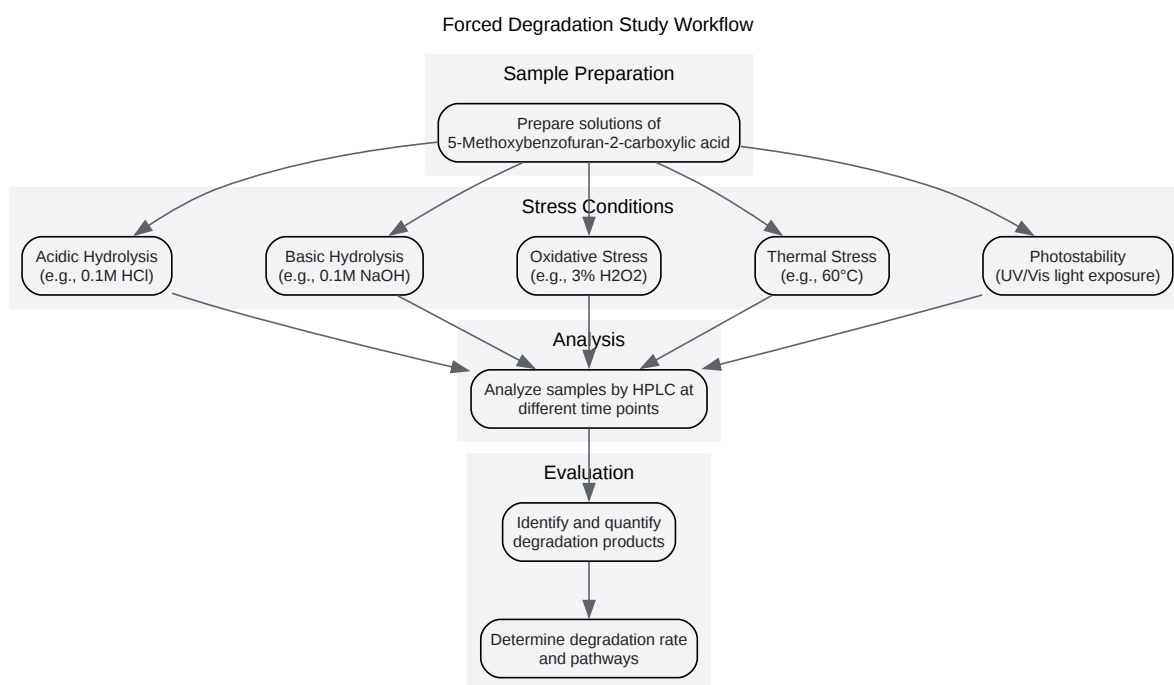 Forced Degradation Study Workflow
Sample Preparation
Prepare solutions of
5-Methoxybenzofuran-2-carboxylic acid
Stress Conditions
Acidic Hydrolysis
(e.g., 0.1M HCl)
Basic Hydrolysis
(e.g., 0.1M NaOH)
Oxidative Stress
(e.g., 3% H2O2)
Thermal Stress
(e.g., 60°C)
Photostability
(UV/Vis light exposure)
Analysis
Analyze samples by HPLC at
different time points
Evaluation
Identify and quantify
degradation products
Determine degradation rate
and pathways